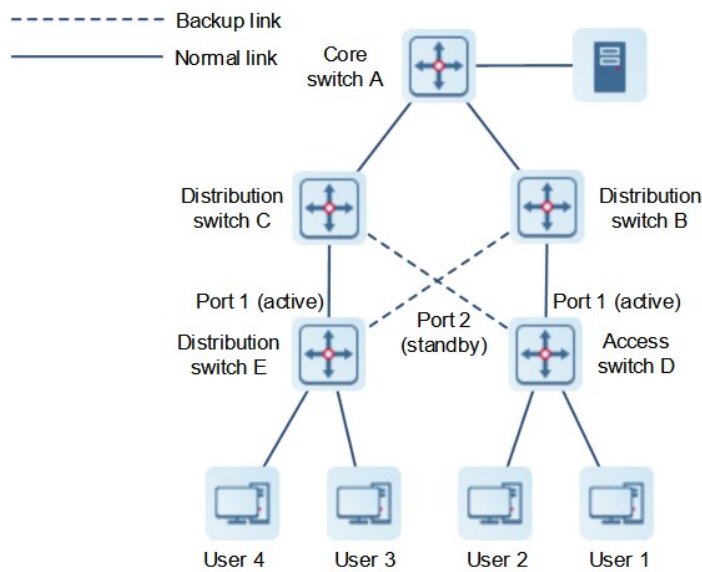 Backup link
Normal link
Core
switch A
Distribution
switch C
Distribution
switch B
Port 1 (active)
Port 1 (active)
Port 2
(standby)
Distribution
switch E
Access
switch D
User 4
User 3
User 2
User 1